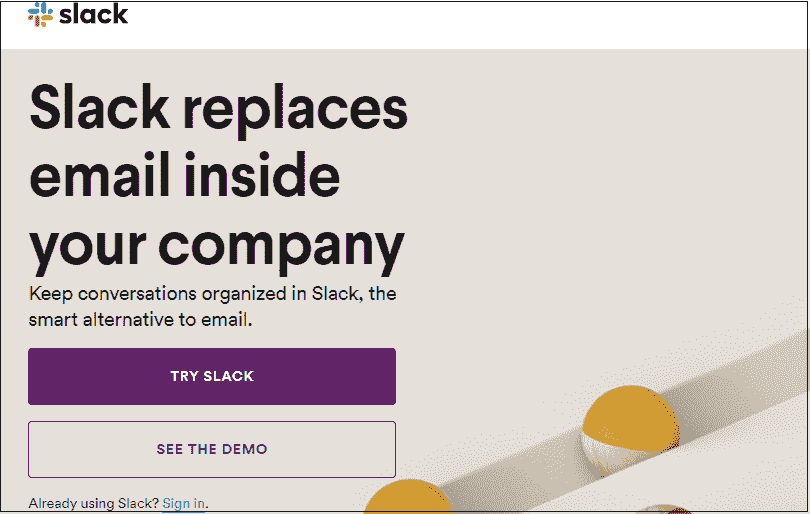 slack
Slack replaces
email inside
your company
Keep conversations organized in Slack, the
smart alternative to email.
TRY SLACK
SEE THE DEMO
Already using Slack? Sign in.